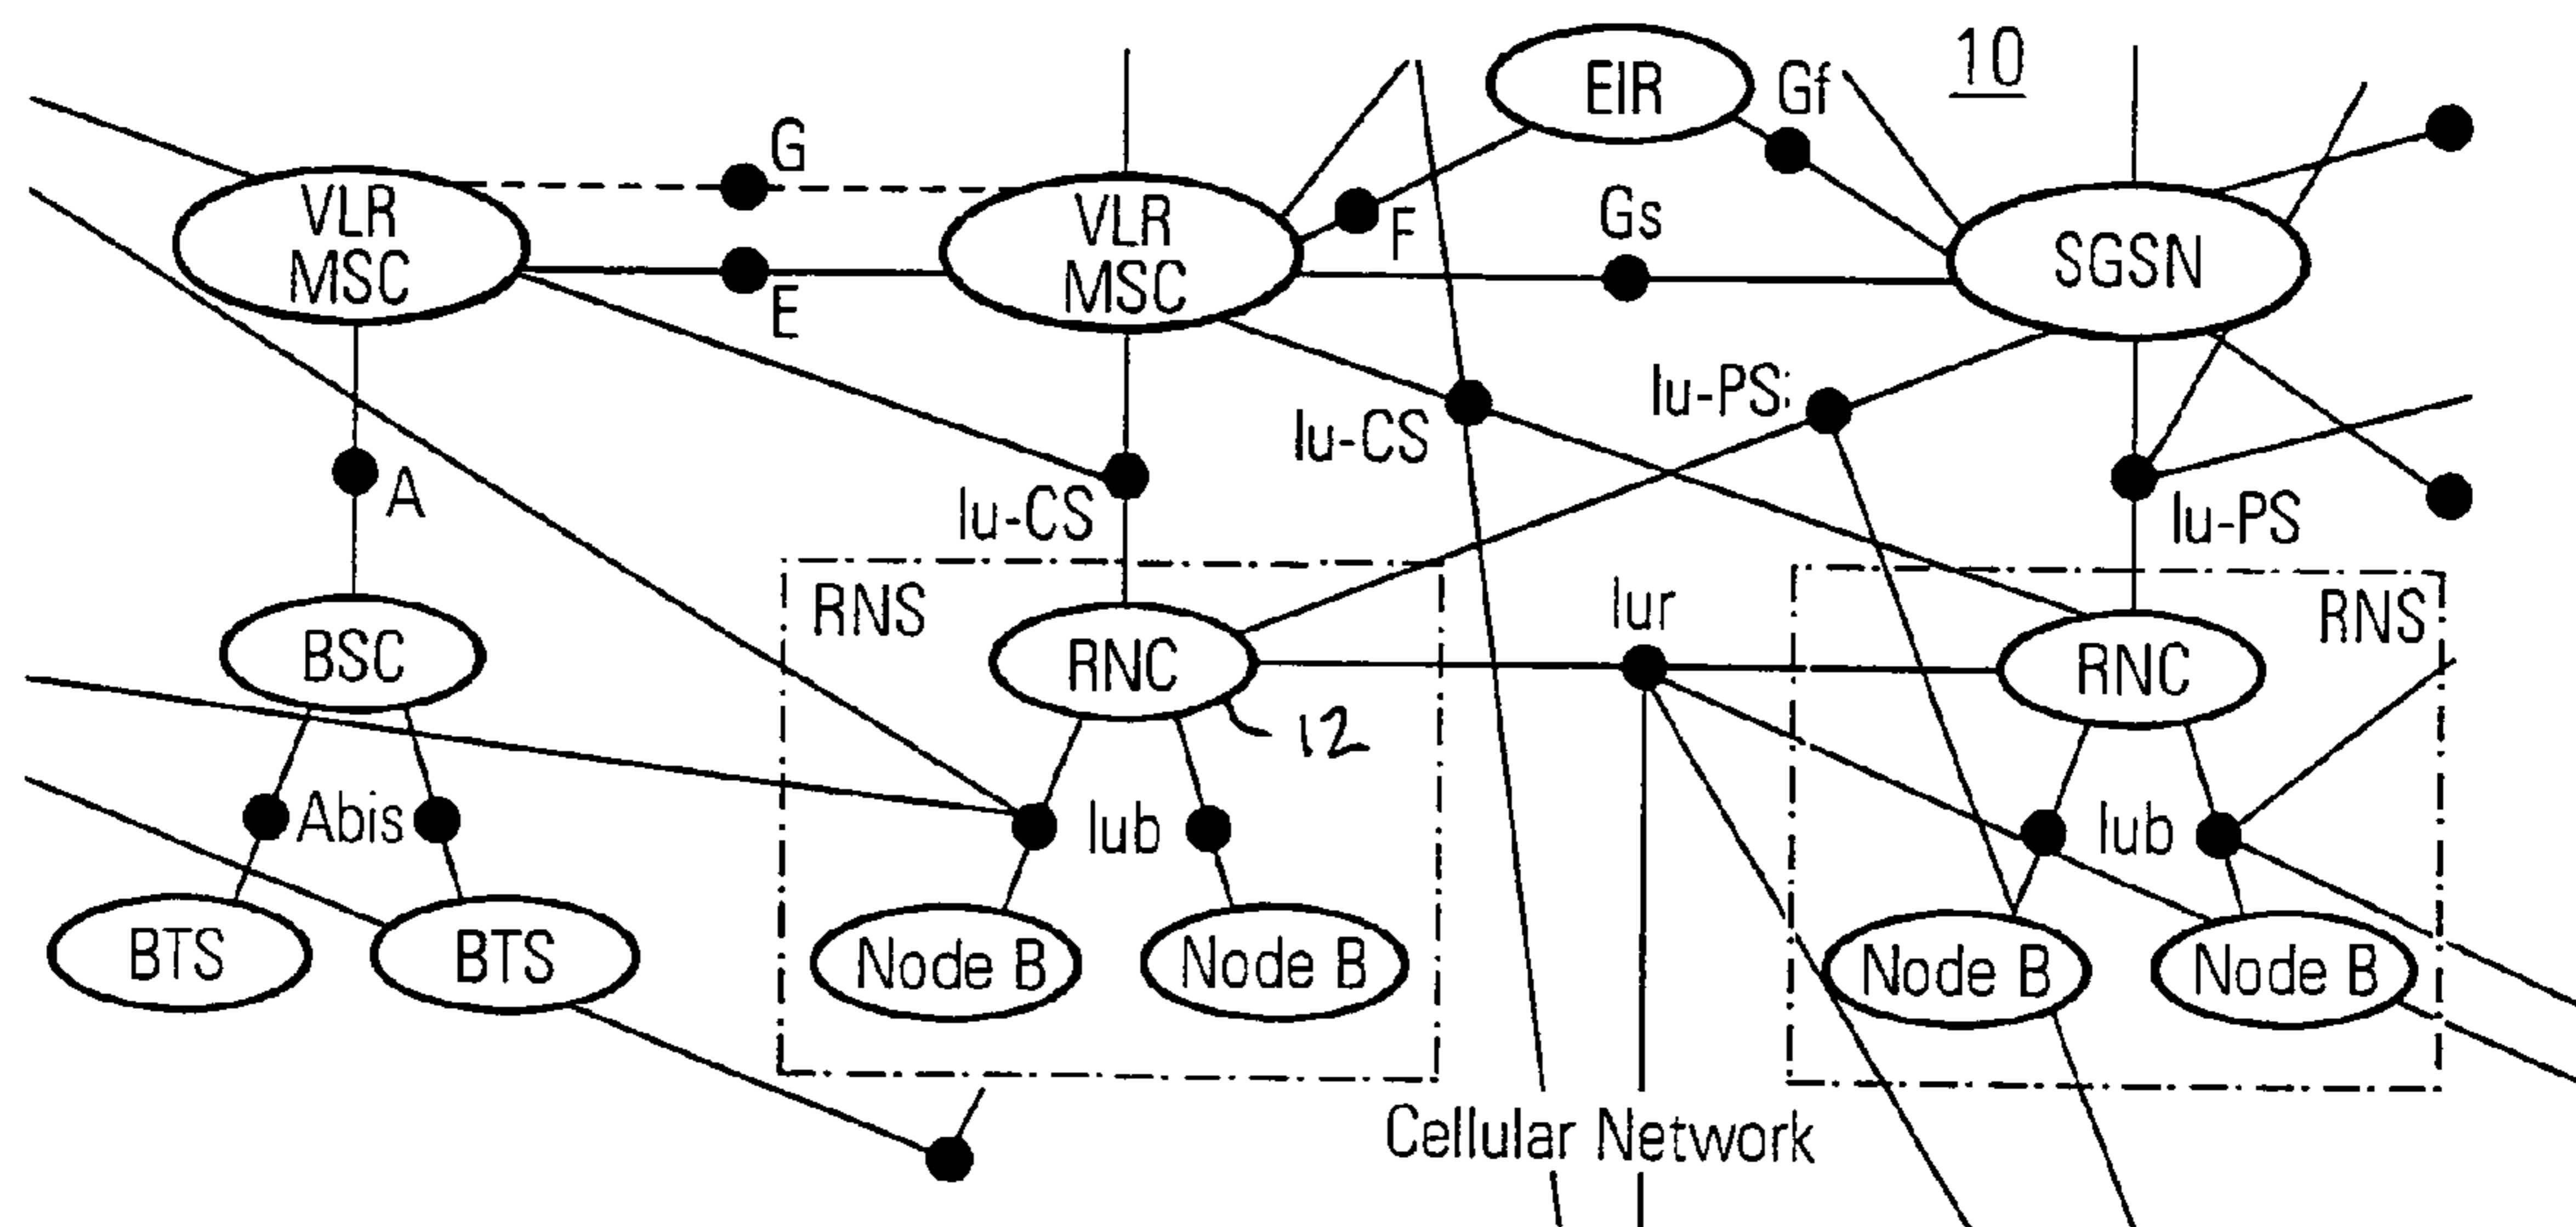 10
EIR
Gf
G
VLR
MSC
VLR
MSC
F
Gs
SGSN
E
Iu-PS
Iu-CS
A
Iu-CS
Iu-PS
RNS
Iur
RNS
BSC
RNC
RNC
12
Abis
Iub
Iub
BTS
BTS
Node B
Node B
Node B
Node B
Cellular Network